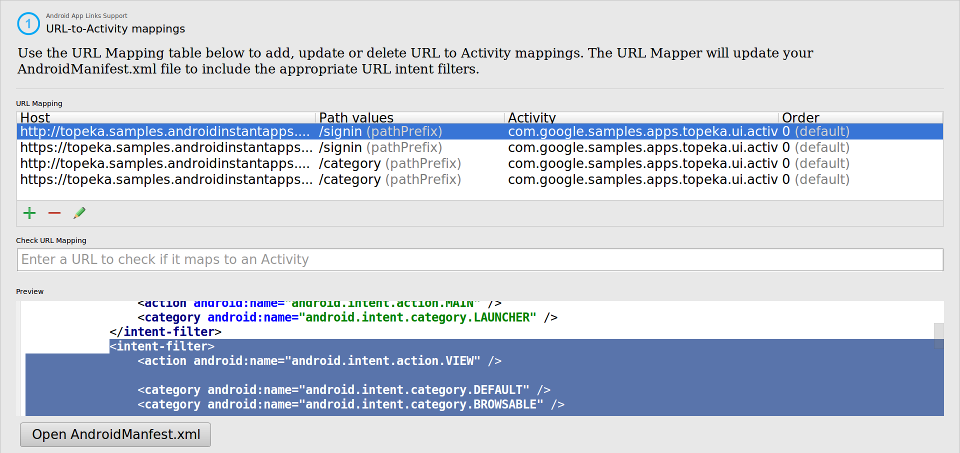 1
Android App Links Support
URL-to-Activity mappings
Use the URL Mapping table below to add, update or delete URL to Activity mappings. The URL Mapper will update your
AndroidManifest.xml file to include the appropriate URL intent filters.
URL Mapping
Host Path values Activity Order
http://topeka.samples.androidinstantapps.... /signin (pathPrefix) com.google.samples.apps.topeka.ui.activ 0 (default)
https://topeka.samples.androidinstantapps... /signin (pathPrefix) com.google.samples.apps.topeka.ui.activ 0 (default)
http://topeka.samples.androidinstantapps.... /category (pathPrefix) com.google.samples.apps.topeka.ui.activ 0 (default)
https://topeka.samples.androidinstantapps... /category (pathPrefix) com.google.samples.apps.topeka.ui.activ 0 (default)
Check URL Mapping
Enter a URL to check if it maps to an Activity
Preview
<action android:name="android.intent.action.MAIN" />
<category android:name="android.intent.category.LAUNCHER" />
</intent-filter>
<intent-filter>
<action android:name="android.intent.action.VIEW" />
<category android:name="android.intent.category.DEFAULT" />
<category android:name="android.intent.category.BROWSABLE" />
Open AndroidManfest.xml